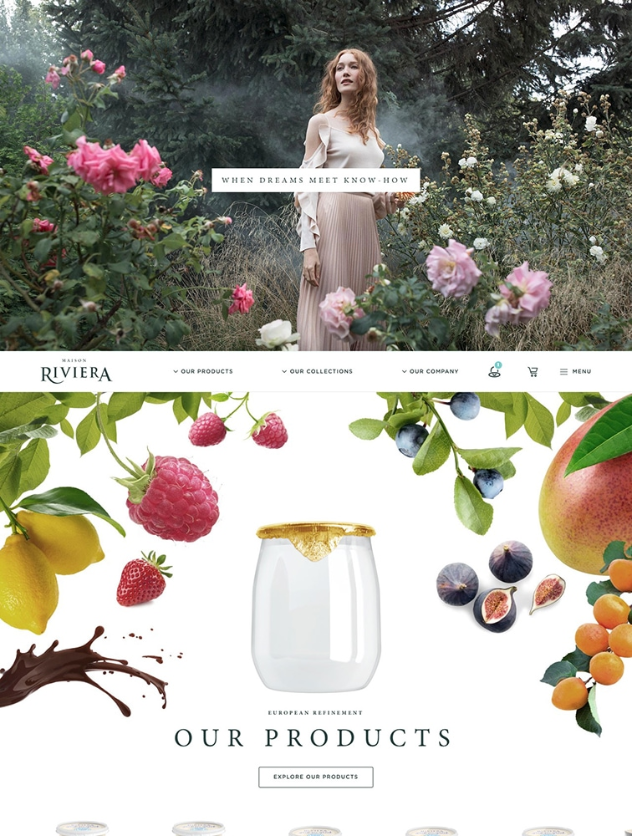 WHEN DREAMS MEET KNOW-HOW
MAISON
RIVIERA
OUR PRODUCTS
OUR COLLECTIONS
OUR COMPANY
MENU
EUROPEAN REFINEMENT
OUR PRODUCTS
EXPLORE OUR PRODUCTS